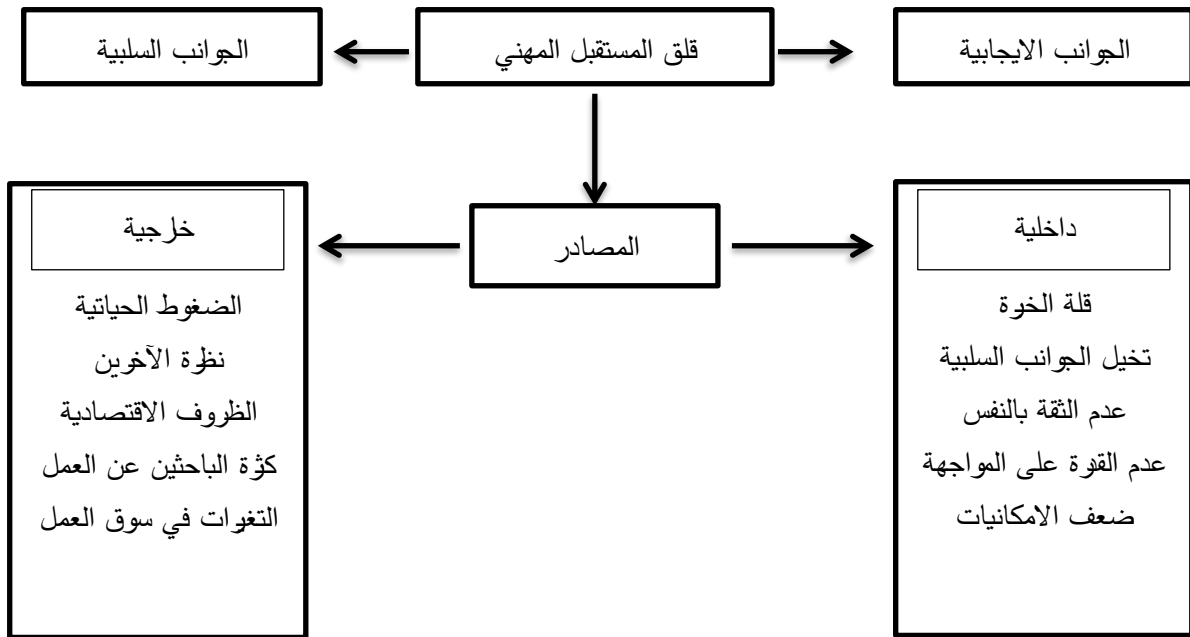 الجوانب الايجابية
قلق المستقبل المهني
الجوانب السلبية
المصادر
داخلية
قلة الخبرة
تخيل الجوانب السلبية
عدم الثقة بالنفس
عدم القدرة على المواجهة
ضعف الامكانيات
خارجية
الضغوط الحياتية
نظرة الآخرين
الظروف الاقتصادية
كثرة الباحثين عن العمل
التغيرات في سوق العمل